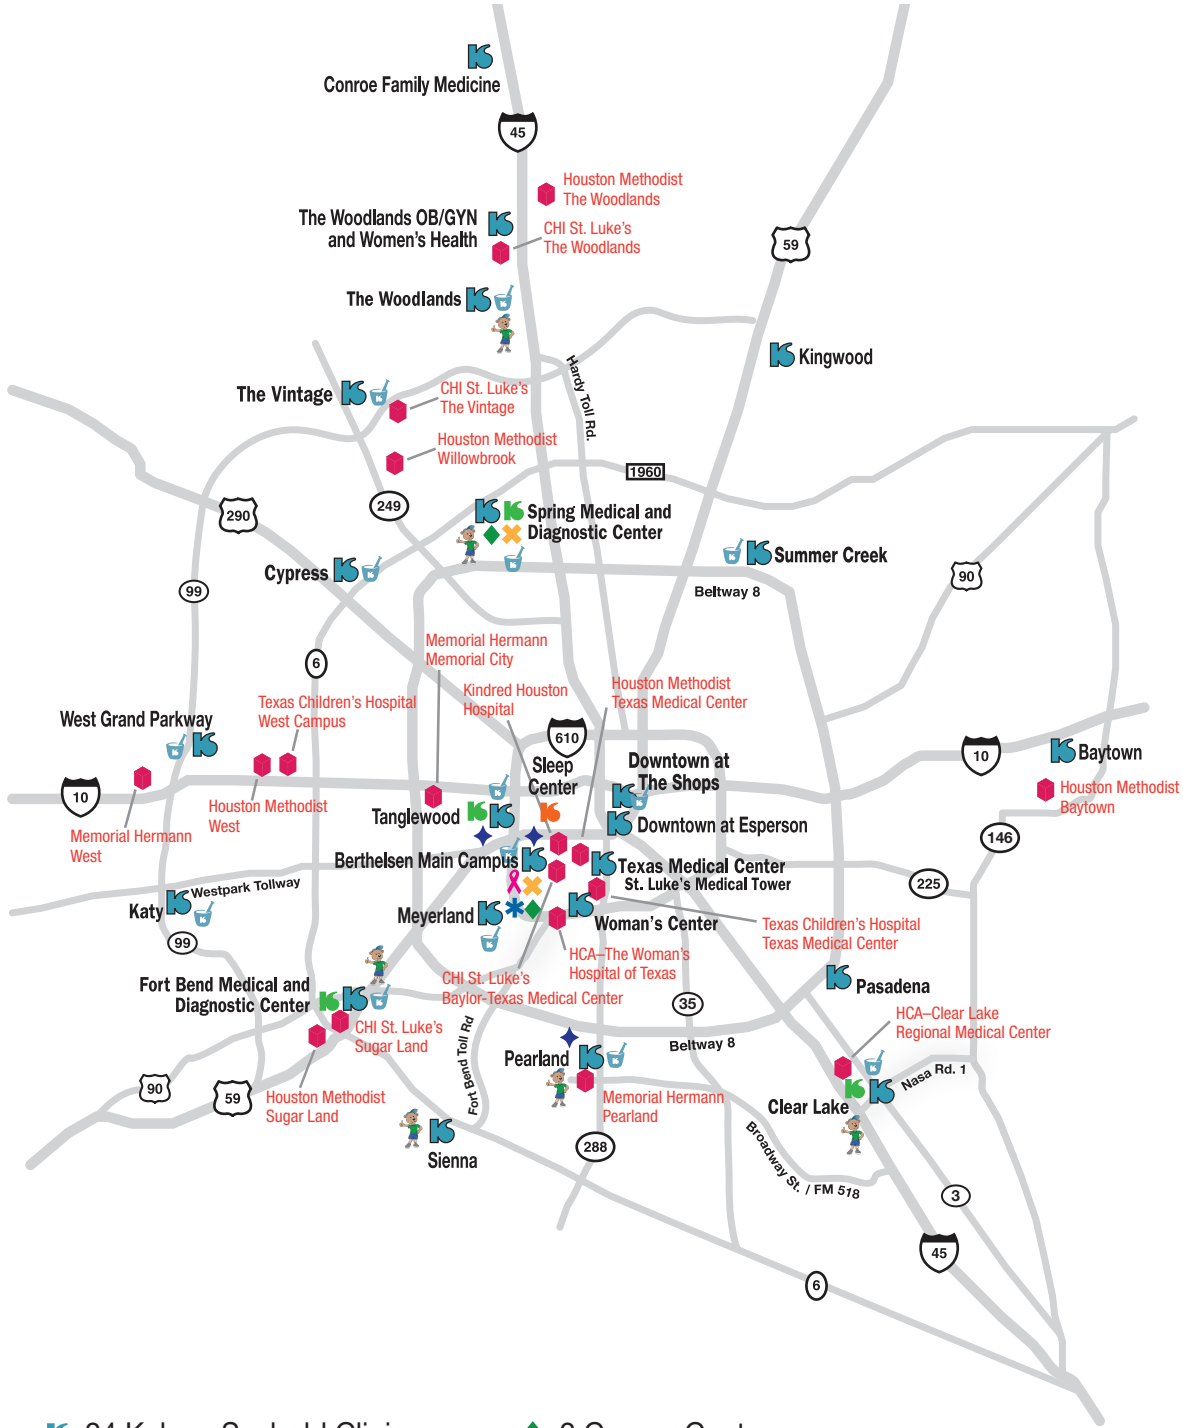 Conroe Family Medicine
45
Houston Methodist
The Woodlands
The Woodlands OB/GYN
and Women's Health
CHI St. Luke's
The Woodlands
59
The Woodlands
Kingwood
Hardy Toll Rd.
The Vintage
CHI St. Luke's
The Vintage
Houston Methodist
Willowbrook
1960
249
290
Spring Medical and
Diagnostic Center
Summer Creek
Cypress
90
99
Beltway 8
Memorial Hermann
Memorial City
6
Kindred Houston
Hospital
Houston Methodist
Texas Medical Center
Texas Children's Hospital
West Campus
West Grand Parkway
610
Sleep
Center
Downtown at
The Shops
10
Baytown
10
Houston Methodist
Baytown
Houston Methodist
West
Tanglewood
Downtown at Esperson
Memorial Hermann
West
146
Berthelsen Main Campus
Texas Medical Center
St. Luke's Medical Tower
225
Westpark Tollway
Katy
Meyerland
Woman's Center
Texas Children's Hospital
Texas Medical Center
99
HCA–The Woman's
Hospital of Texas
Fort Bend Medical and
Diagnostic Center
CHI St. Luke's
Baylor-Texas Medical Center
Pasadena
35
HCA–Clear Lake
Regional Medical Center
CHI St. Luke's
Sugar Land
Fort Bend Toll Rd
Beltway 8
Pearland
Nasa Rd. 1
90
59
Houston Methodist
Sugar Land
Memorial Hermann
Pearland
Clear Lake
Sienna
288
Broadway St. / FM 518
3
45
6